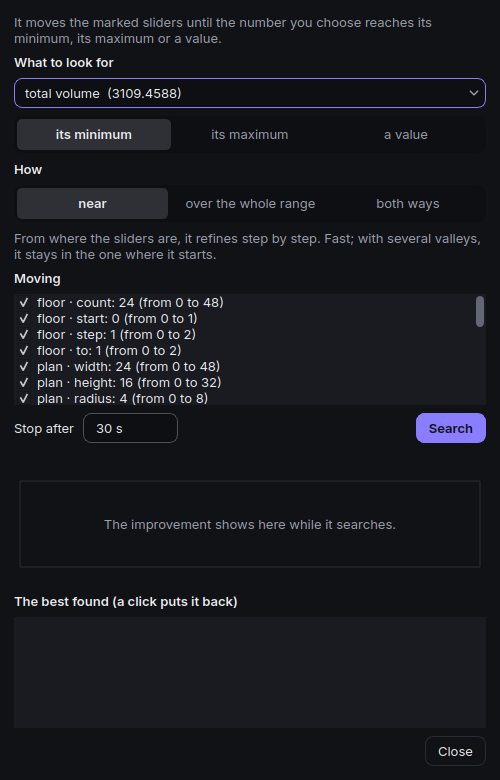 It moves the marked sliders until the number you choose reaches its
minimum, its maximum or a value.
What to look for
total volume (3109.4588)
its minimum its maximum a value
How
near over the whole range both ways
From where the sliders are, it refines step by step. Fast; with several valleys,
it stays in the one where it starts.
Moving
✓ floor · count: 24 (from 0 to 48)
✓ floor · start: 0 (from 0 to 1)
✓ floor · step: 1 (from 0 to 2)
✓ floor · to: 1 (from 0 to 2)
✓ plan · width: 24 (from 0 to 48)
✓ plan · height: 16 (from 0 to 32)
✓ plan · radius: 4 (from 0 to 8)
Stop after 30 s Search
The improvement shows here while it searches.
The best found (a click puts it back)
Close